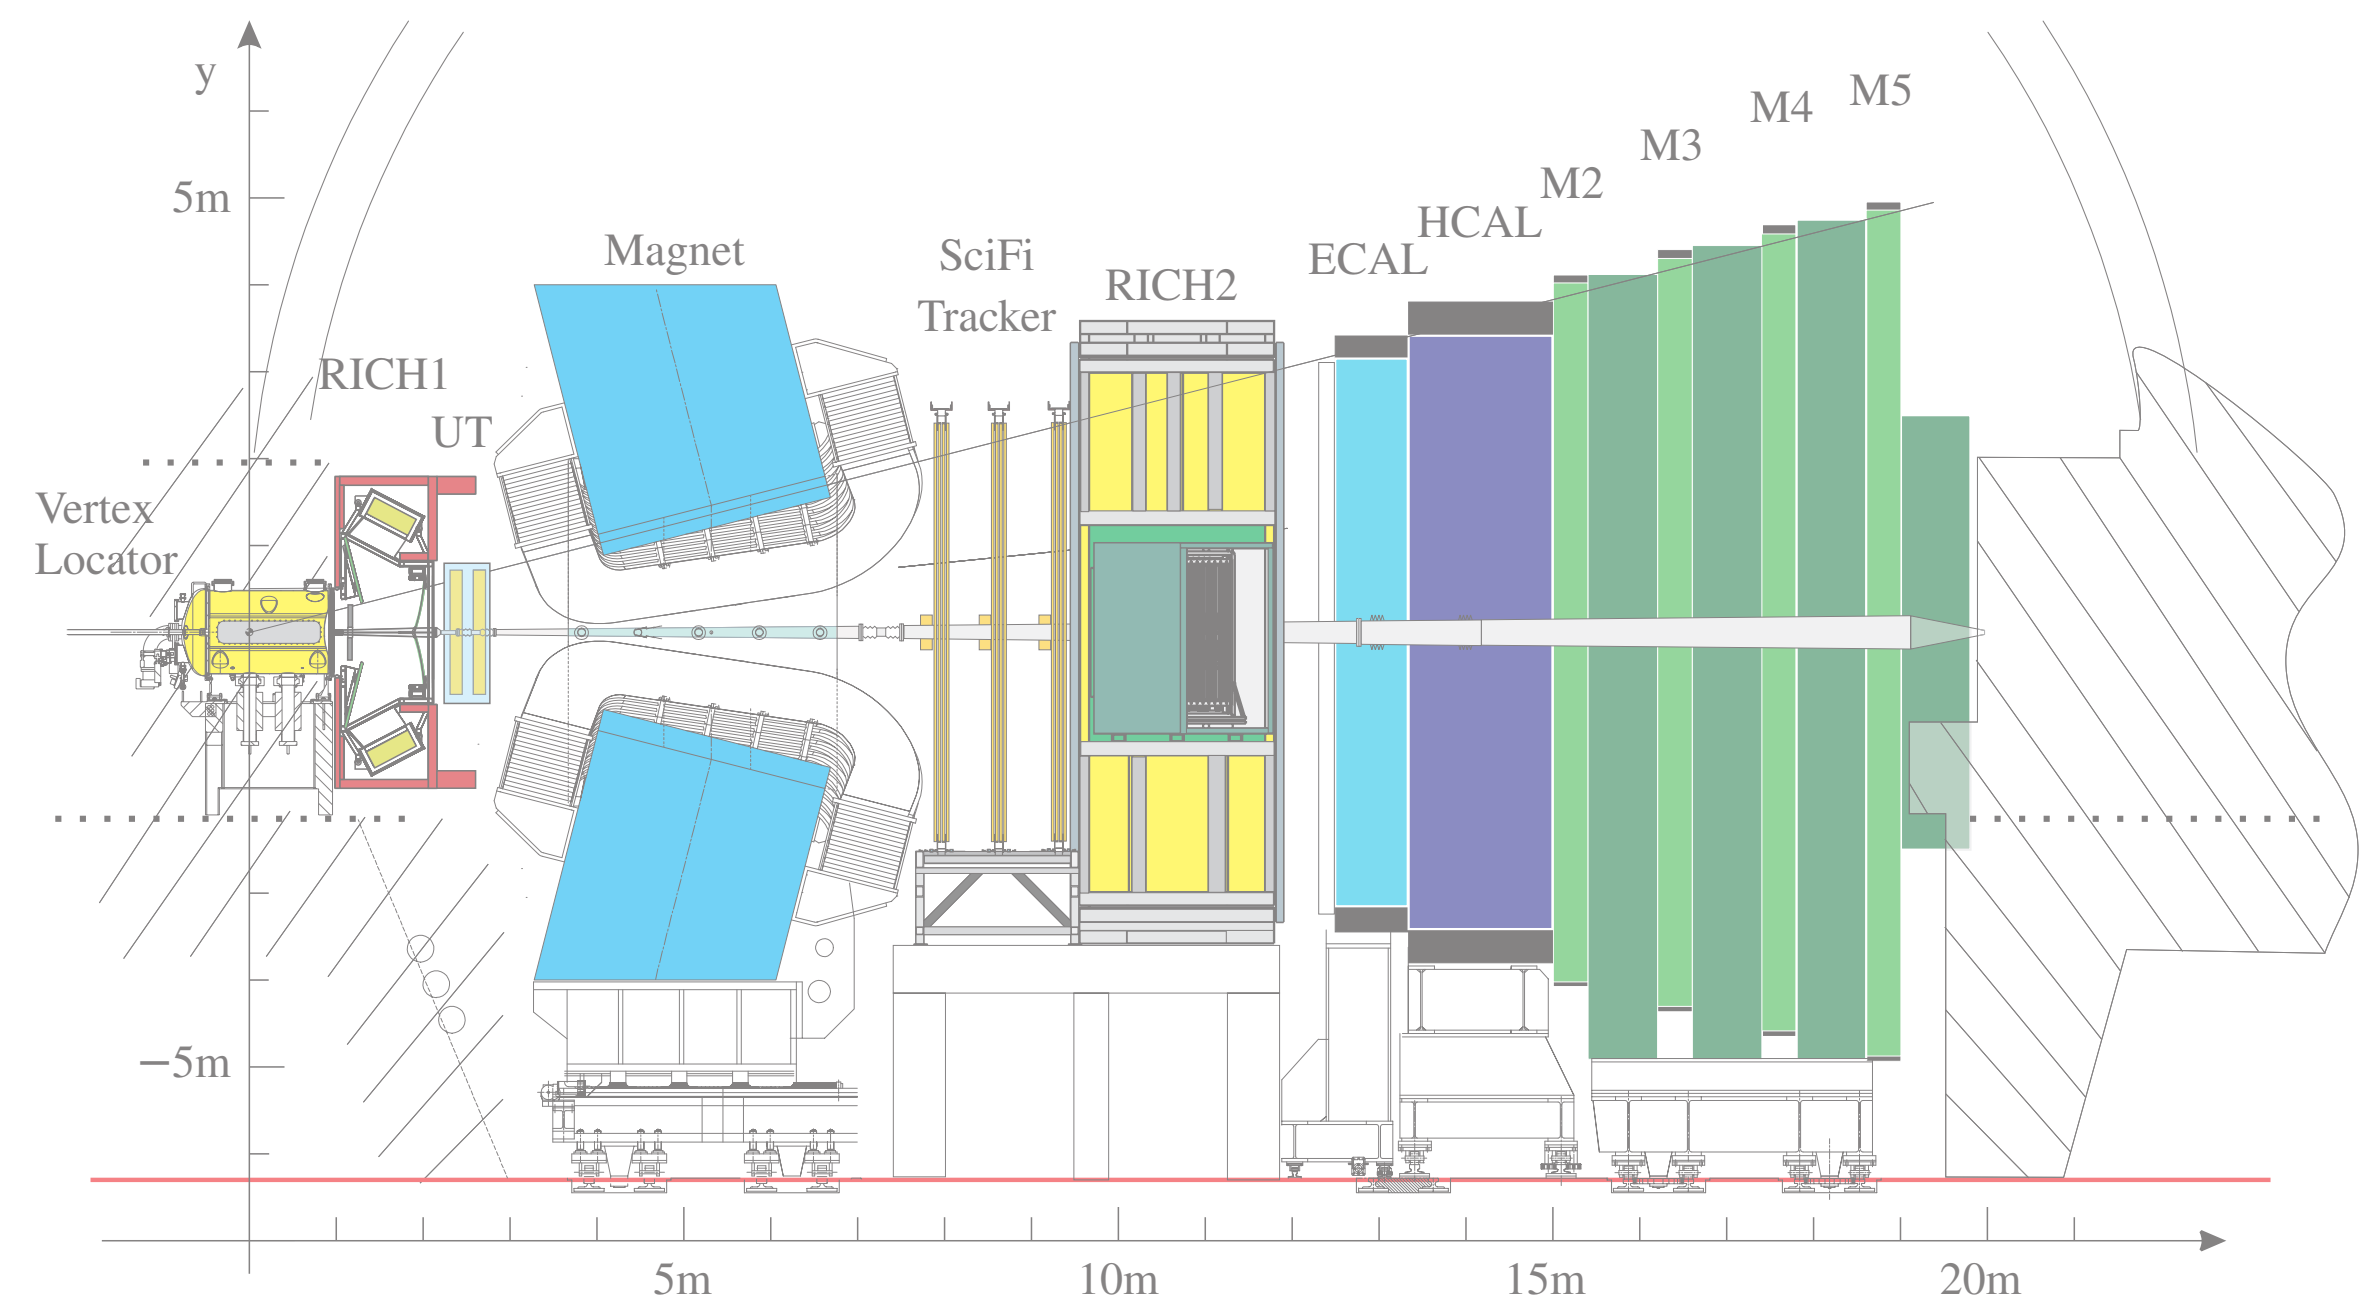 y
M5
M4
M3
M2
5m
HCAL
Magnet
SciFi
Tracker
ECAL
RICH2
RICH1
UT
Vertex
Locator
−5m
5m
10m
15m
20m